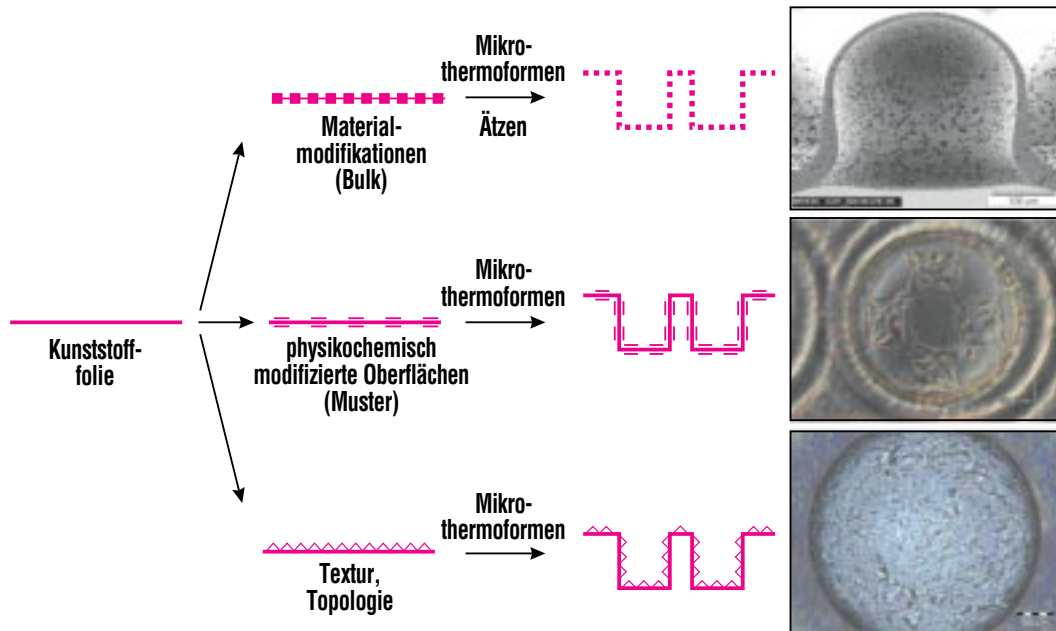 Mikro-
thermoformen
Ätzen
Material-
modifikationen
(Bulk)
Mikro-
thermoformen
Kunststoff-
folie
physikochemisch
modifizierte Oberflächen
(Muster)
Mikro-
thermoformen
Textur,
Topologie